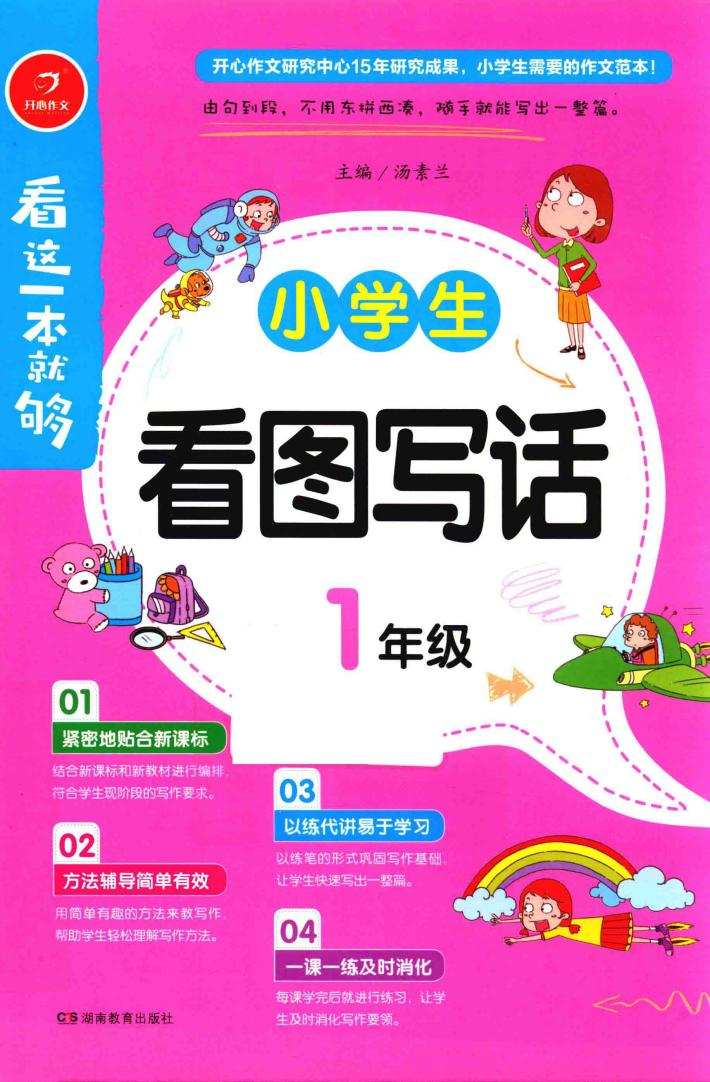 开心作文研究中心15年研究成果，小学生需要的作文范本！
开心作文
由句到段，不用东拼西凑，随手就能写出一整篇。
主编／汤素兰
看这一本就够
小学生
看图写话
1年级
01
紧密地贴合新课标
结合新课标和新教材进行编排，
符合学生现阶段的写作要求。
02
方法辅导简单有效
用简单有趣的方法来教写作，
帮助学生轻松理解写作方法。
03
以练代讲易于学习
以练笔的形式巩固写作基础，
让学生快速写出一整篇。
04
一课一练及时消化
每课学完后就进行练习，让学
生及时消化写作要领。
湖南教育出版社